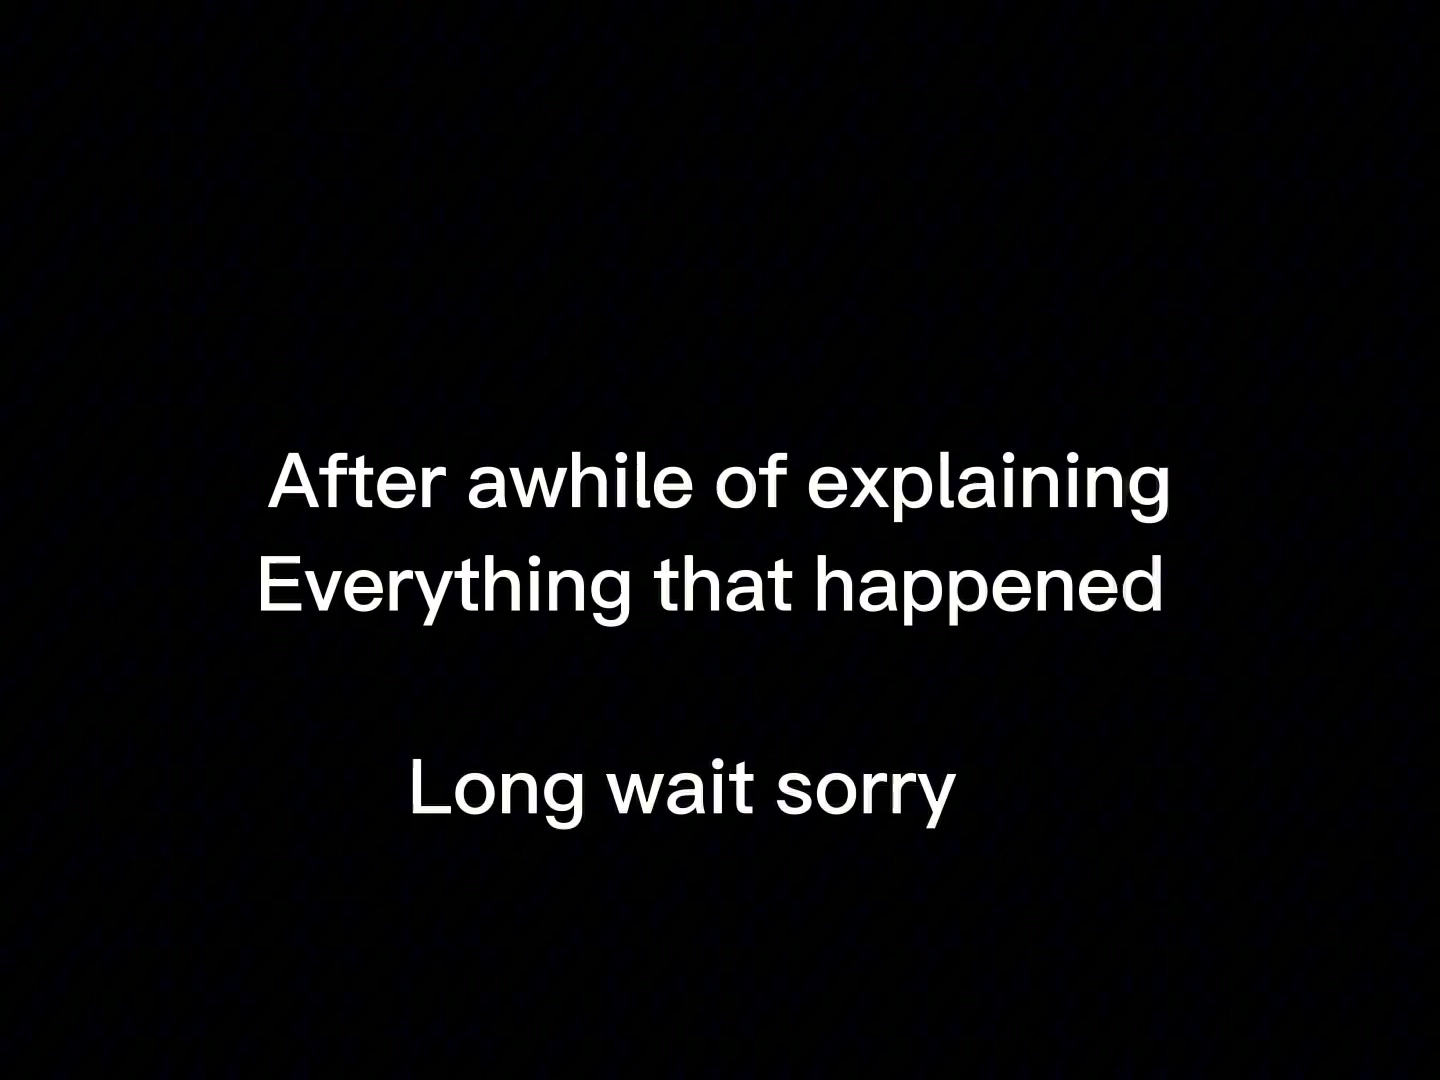 After awhile of explaining
Everything that happened
Long wait sorry